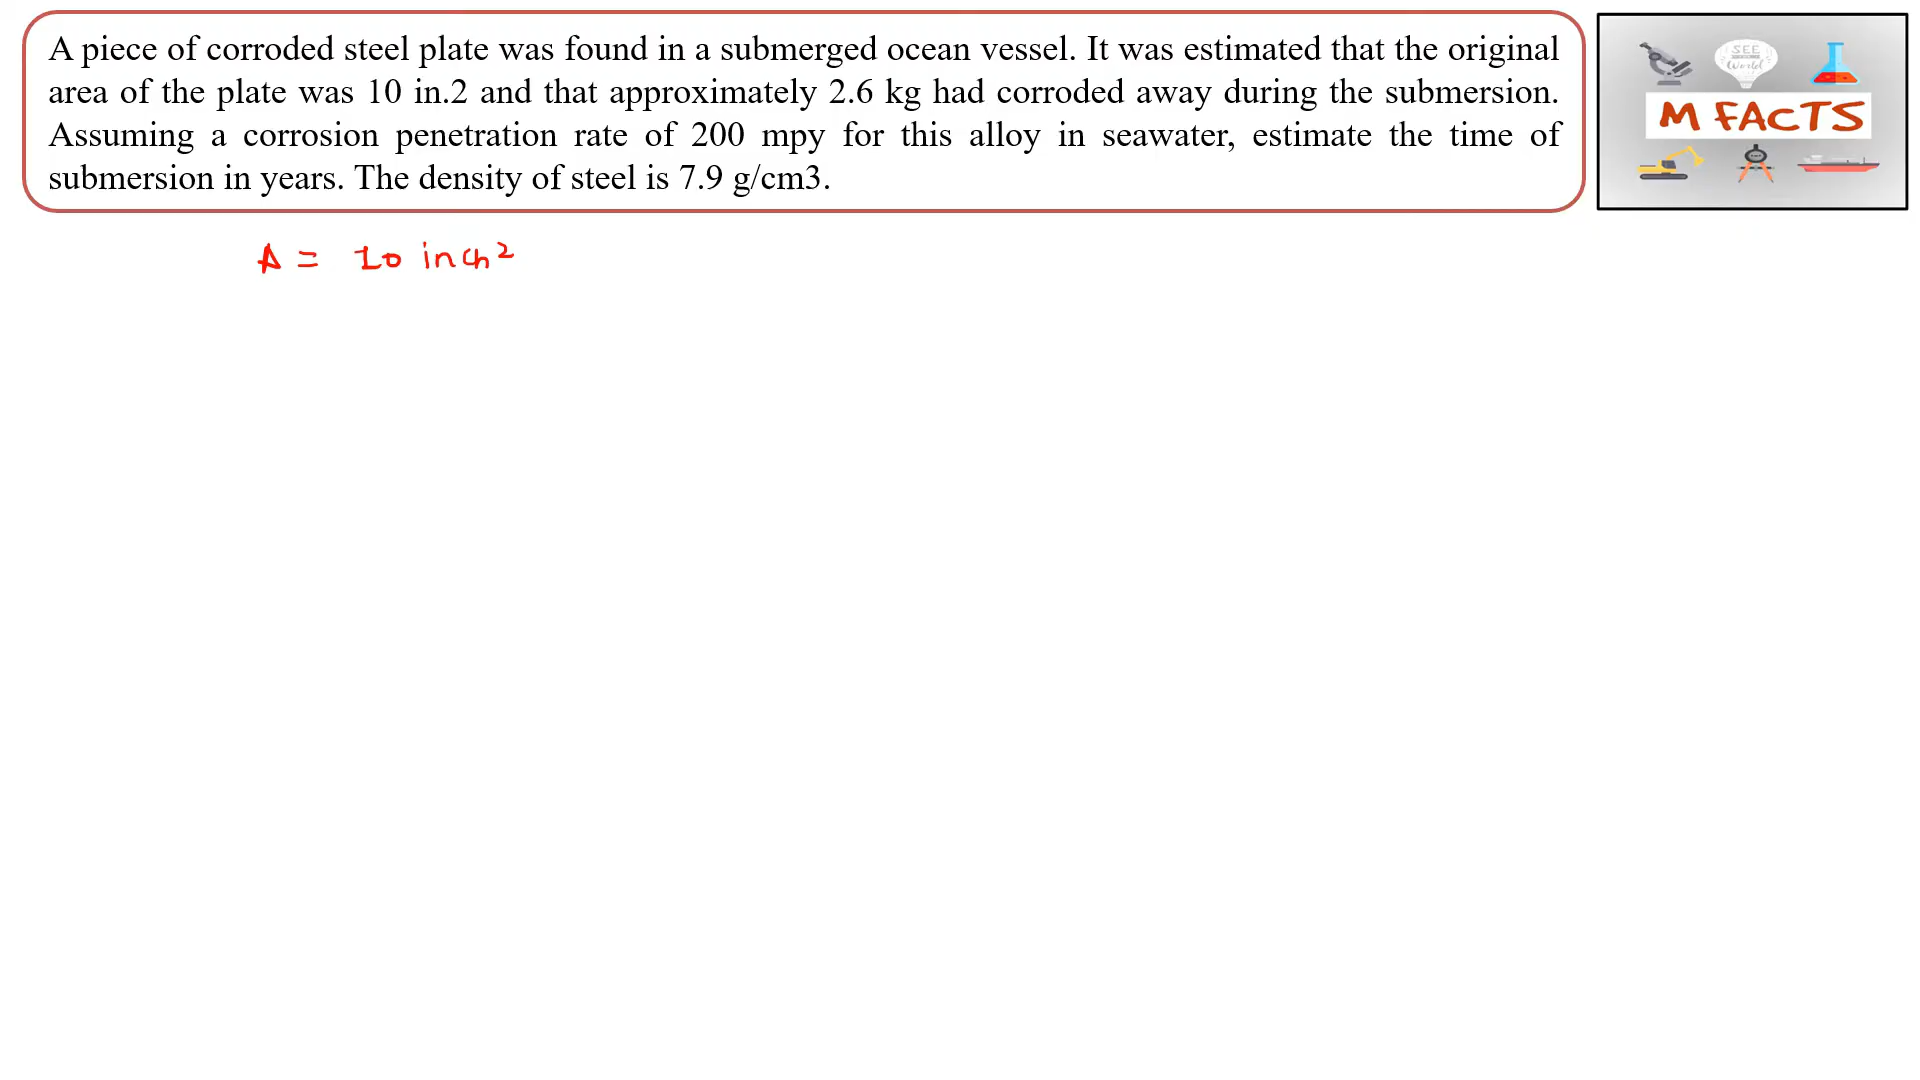 A piece of corroded steel plate was found in a submerged ocean vessel. It was estimated that the original
area of the plate was 10 in.2 and that approximately 2.6 kg had corroded away during the submersion.
Assuming a corrosion penetration rate of 200 mpy for this alloy in seawater, estimate the time of
submersion in years. The density of steel is 7.9 g/cm3.
SEE
World
M FACTS
A = 10 inch²